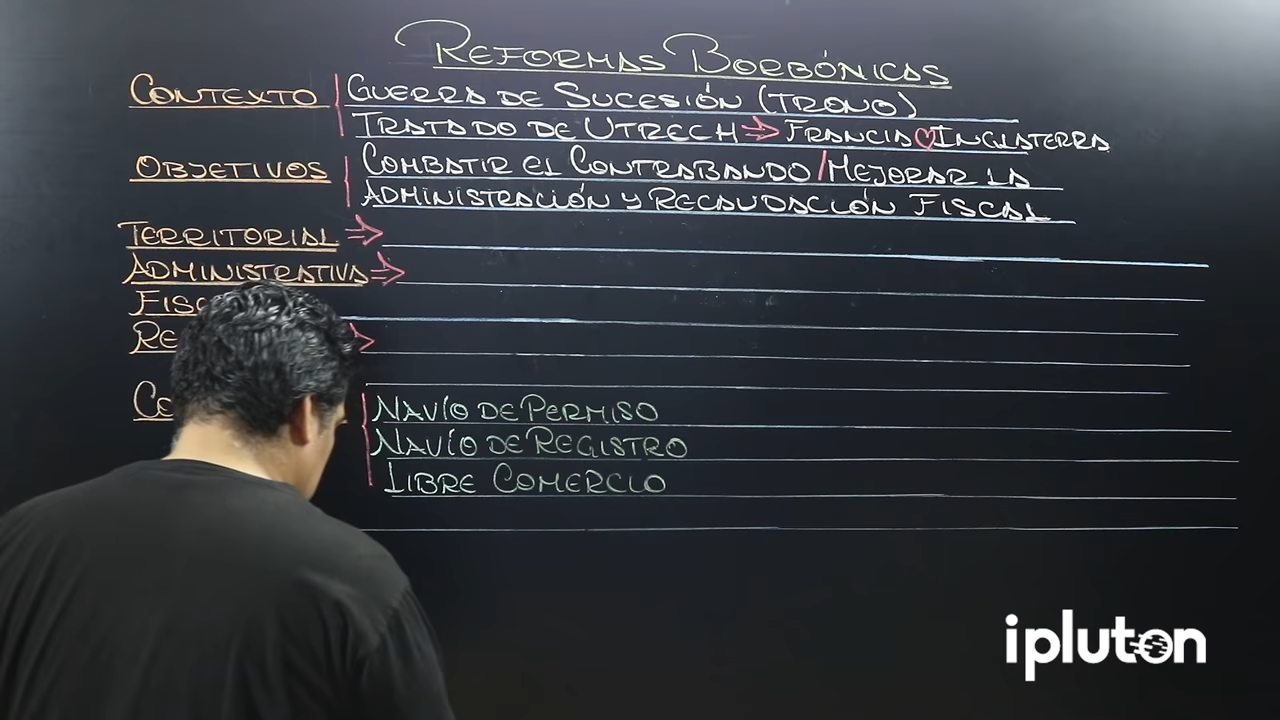 REFORMAS BORBÓNICAS
CONTEXTO GUERRA DE SUCESIÓN (TRONO)
TRATADO DE UTRECH ⇒ FRANCIA ♡ INGLATERRA
OBJETIVOS COMBATIR EL CONTRABANDO / MEJORAR LA
ADMINISTRACIÓN Y RECAUDACIÓN FISCAL
TERRITORIAL ⇒
ADMINISTRATIVA ⇒
NAVÍO DE PERMISO
NAVÍO DE REGISTRO
LIBRE COMERCIO
ipluton